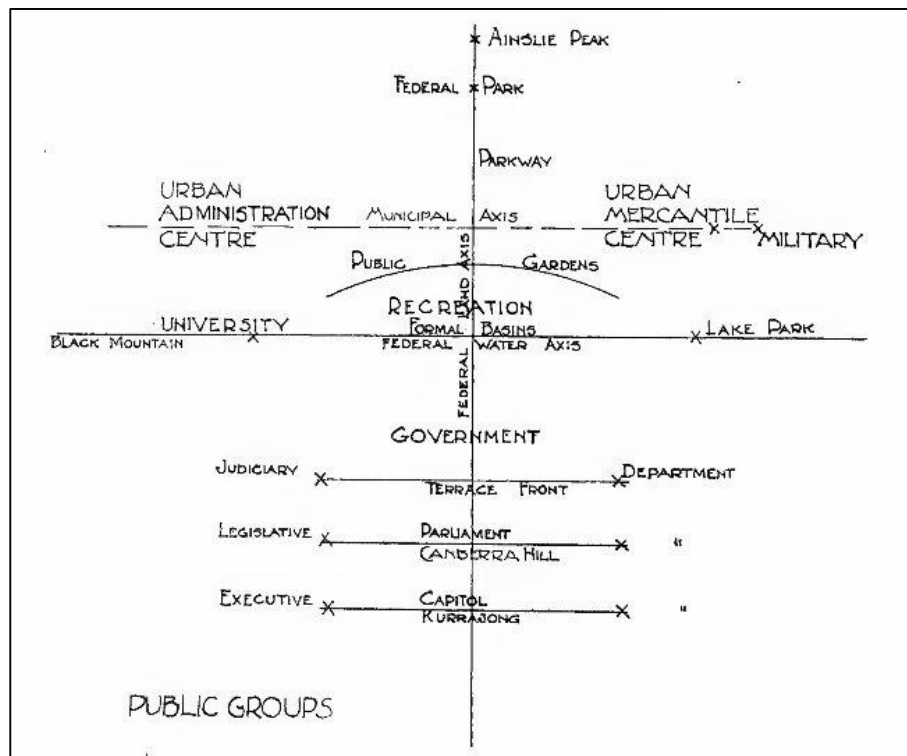 AINSLIE PEAK
FEDERAL PARK
PARKWAY
URBAN
ADMINISTRATION
CENTRE
MUNICIPAL AXIS
URBAN
MERCANTILE
CENTRE
MILITARY
PUBLIC GARDENS
FEDERAL LAND AXIS
RECREATION
UNIVERSITY
FORMAL BASINS
LAKE PARK
BLACK MOUNTAIN
FEDERAL WATER AXIS
GOVERNMENT
JUDICIARY
DEPARTMENT
TERRACE FRONT
LEGISLATIVE
PARLIAMENT
"
CANBERRA HILL
EXECUTIVE
CAPITOL
"
KURRAJONG
PUBLIC GROUPS